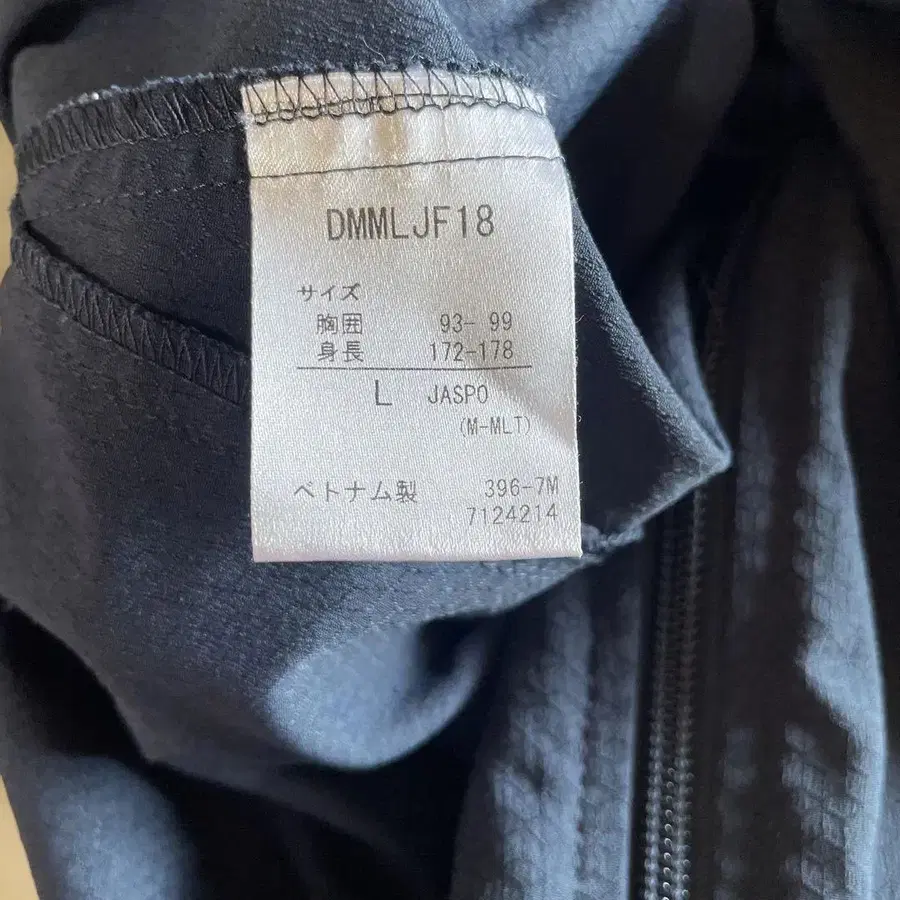 DMMLJF18
サイズ
胸囲 93- 99
身長 172-178
L JASPO
(M-MLT)
ベトナム製 396-7M
7124214